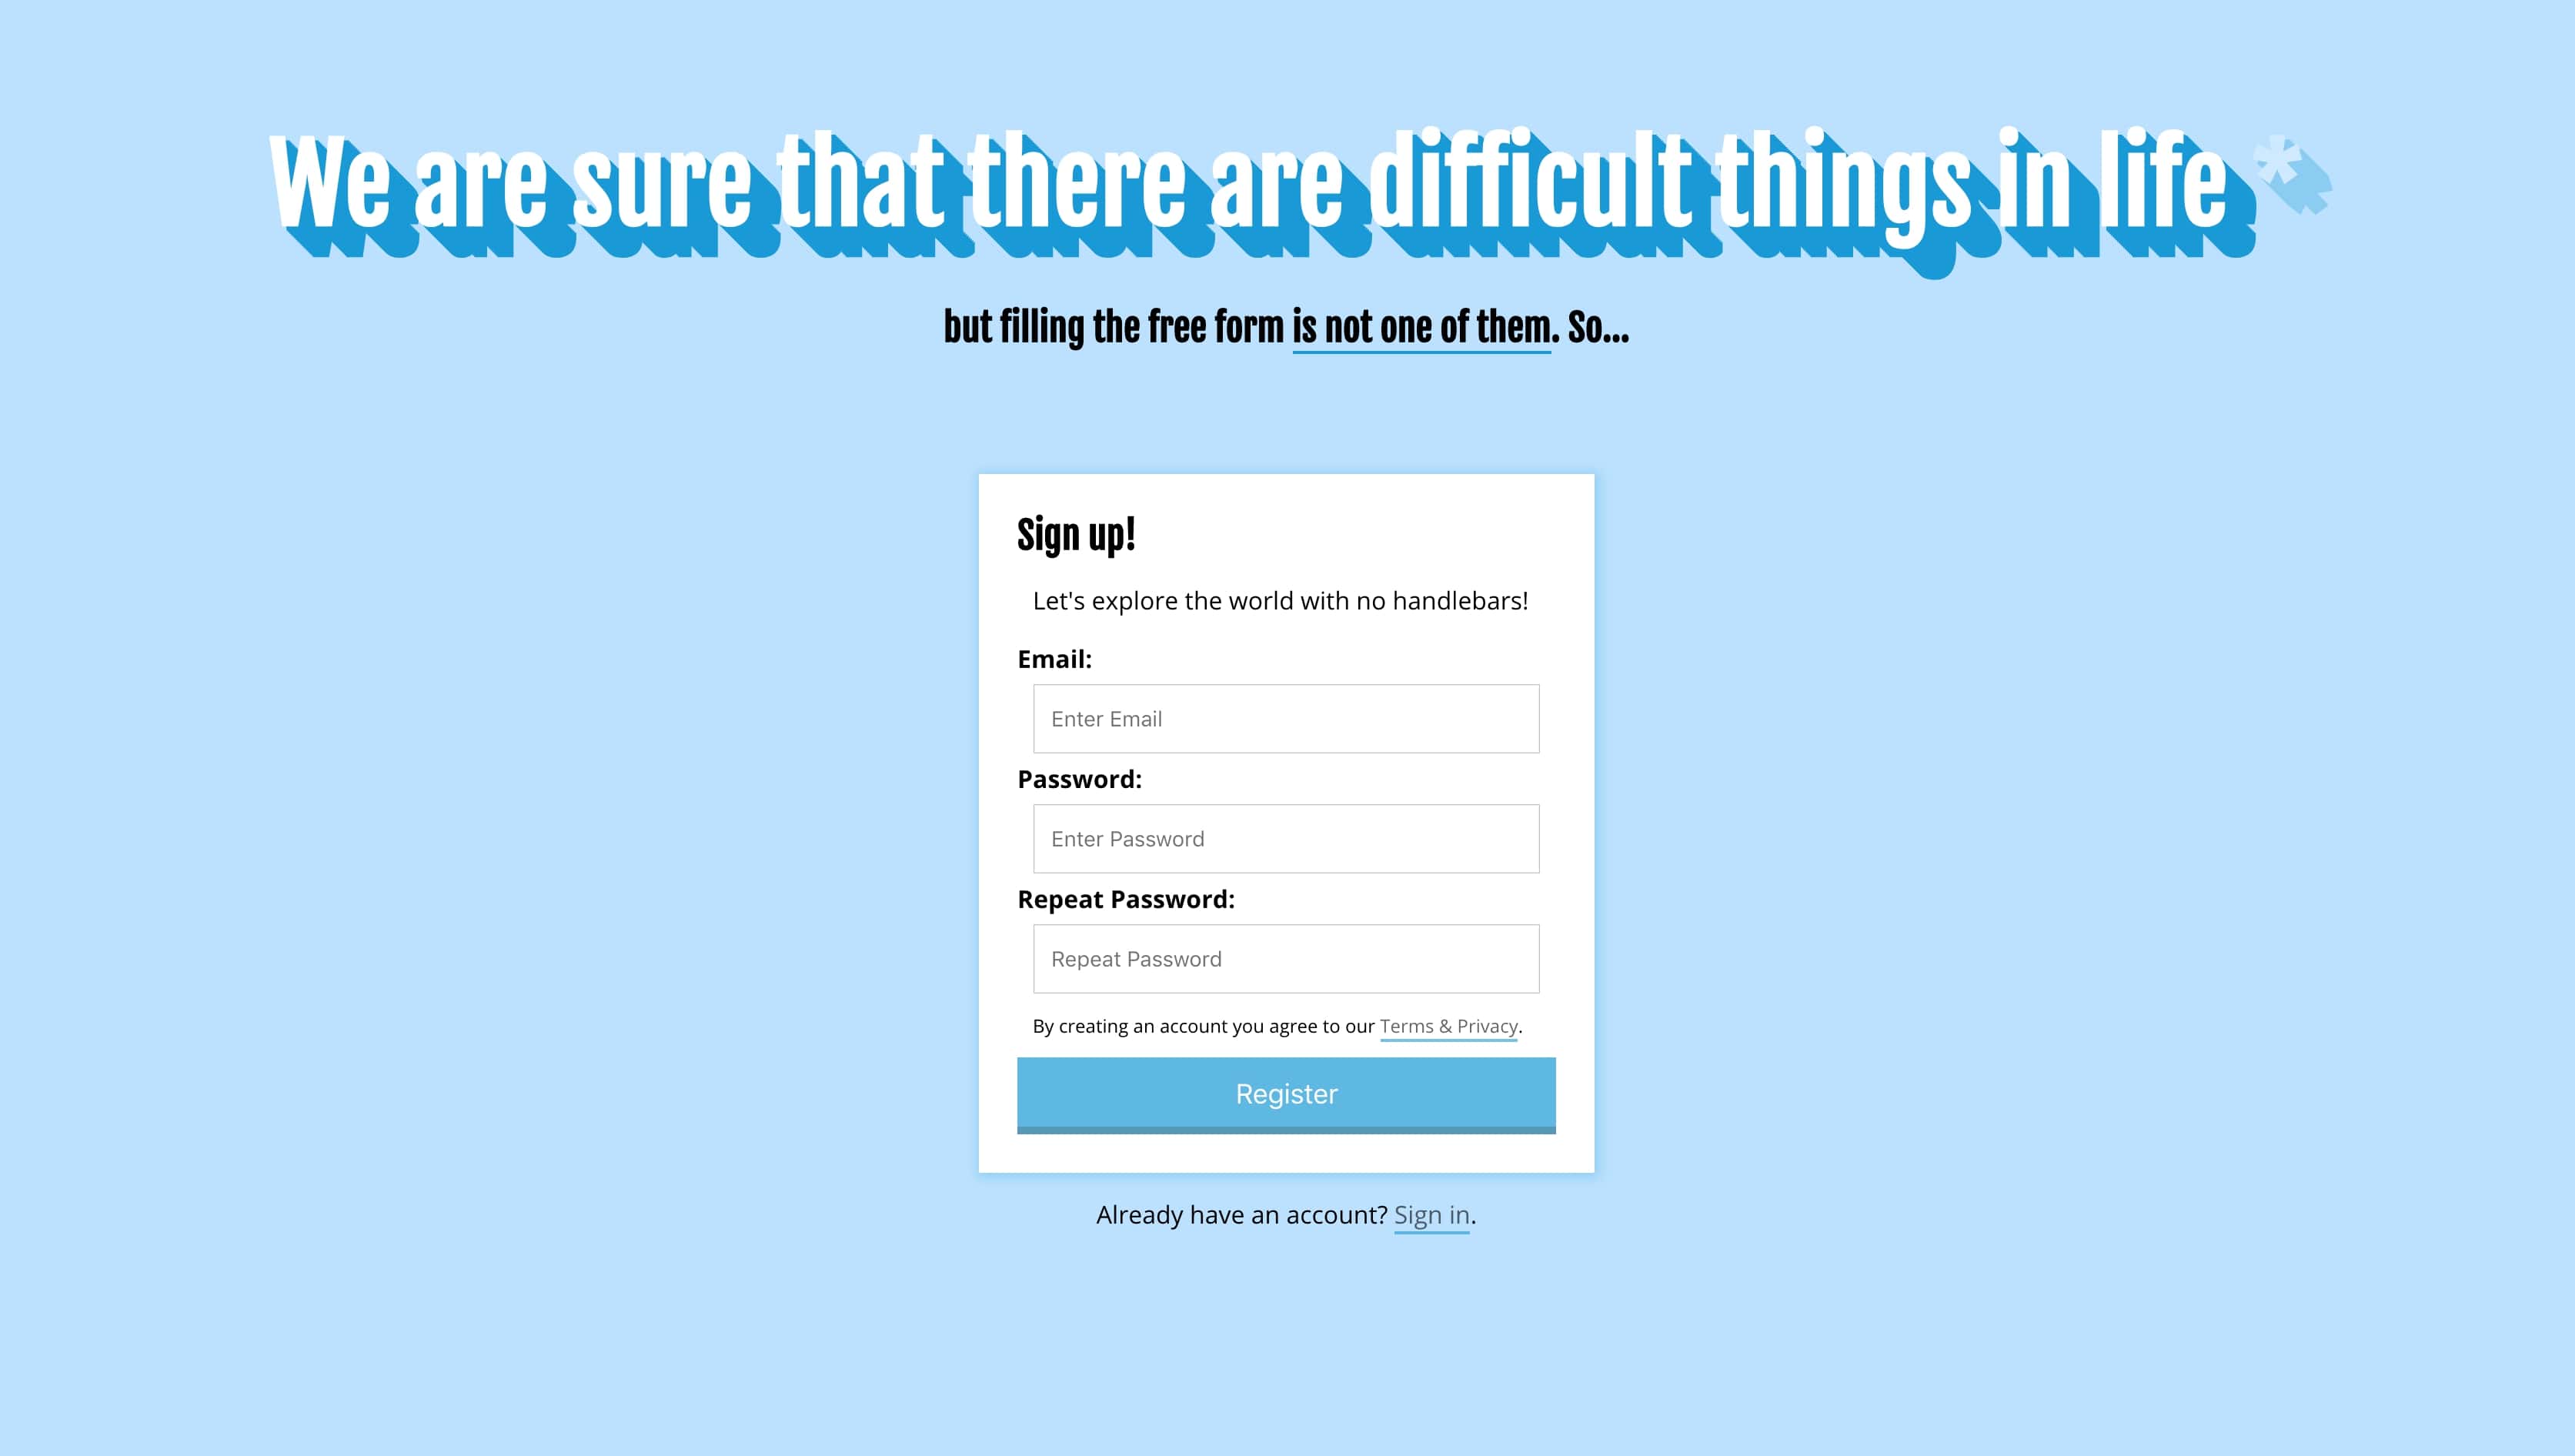 We are sure that there are difficult things in life *
but filling the free form is not one of them. So...
Sign up!
Let's explore the world with no handlebars!
Email:
Enter Email
Password:
Enter Password
Repeat Password:
Repeat Password
By creating an account you agree to our Terms & Privacy.
Register
Already have an account? Sign in.